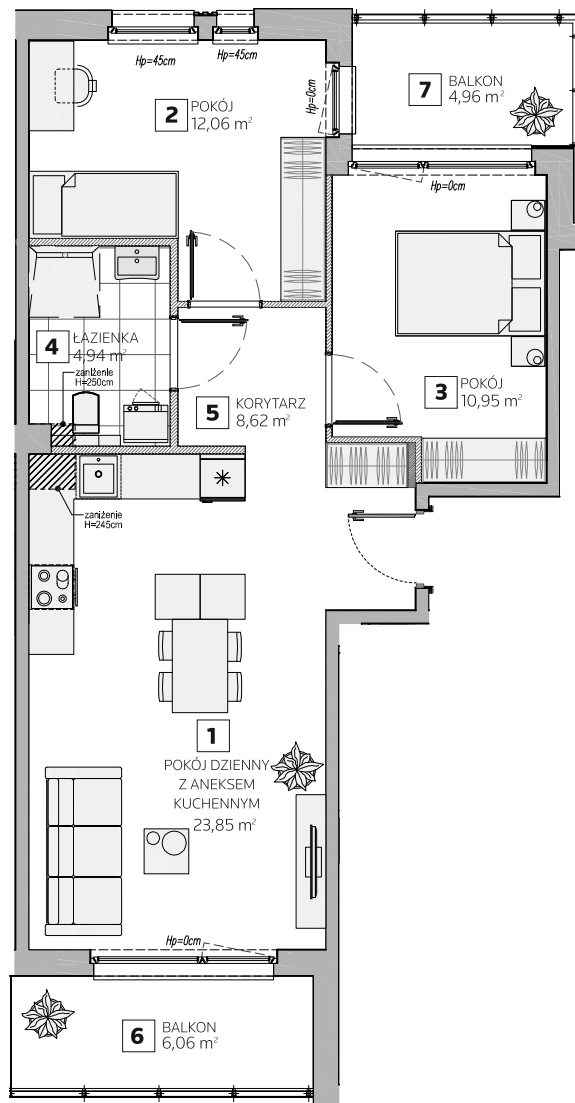 Hp=45cm
Hp=45cm
Hp=0cm
2 POKÓJ
12,06 m²
7 BALKON
4,96 m²
Hp=0cm
4 ŁAZIENKA
4,94 m²
zaniżenie
H=250cm
3 POKÓJ
10,95 m²
5 KORYTARZ
8,62 m²
zaniżenie
H=245cm
1
POKÓJ DZIENNY
Z ANEKSEM
KUCHENNYM
23,85 m²
Hp=0cm
6 BALKON
6,06 m²